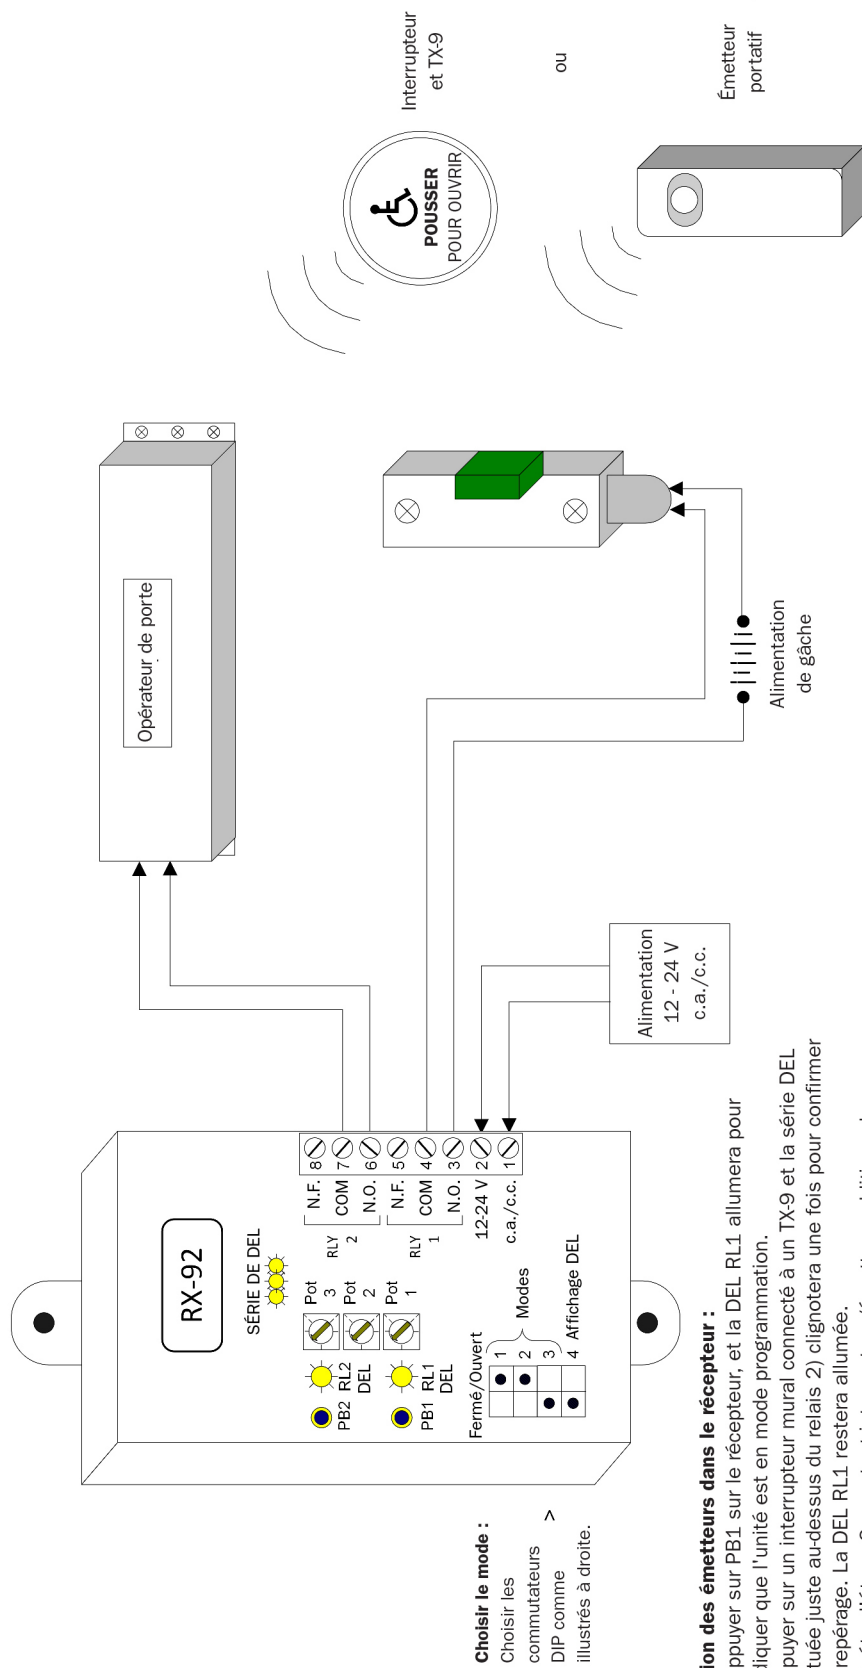 Interrupteur
et TX-9
ou
Émetteur
portatif
POUSSER
POUR OUVRIR
Opérateur de porte
Alimentation
de gâche
Alimentation
12 - 24 V
c.a./c.c.
RX-92
SÉRIE DE DEL
N.F. 8
COM 7
N.O. 6
N.F. 5
COM 4
N.O. 3
12-24 V 2
c.a./c.c. 1
RLY
2
RLY
1
Pot
3
Pot
2
Pot
1
PB2
RL2
DEL
PB1
RL1
DEL
Fermé/Ouvert
1
2
3
4
Modes
Affichage DEL
Choisir le mode :
Choisir les
commutateurs >
DIP comme
illustrés à droite.
des émetteurs dans le récepteur :
sur PB1 sur le récepteur, et la DEL RL1 allumera pour
que l'unité est en mode programmation.
sur un interrupteur mural connecté à un TX-9 et la série DEL
juste au-dessus du relais 2) clignotera une fois pour confirmer
repérage. La DEL RL1 restera allumée.